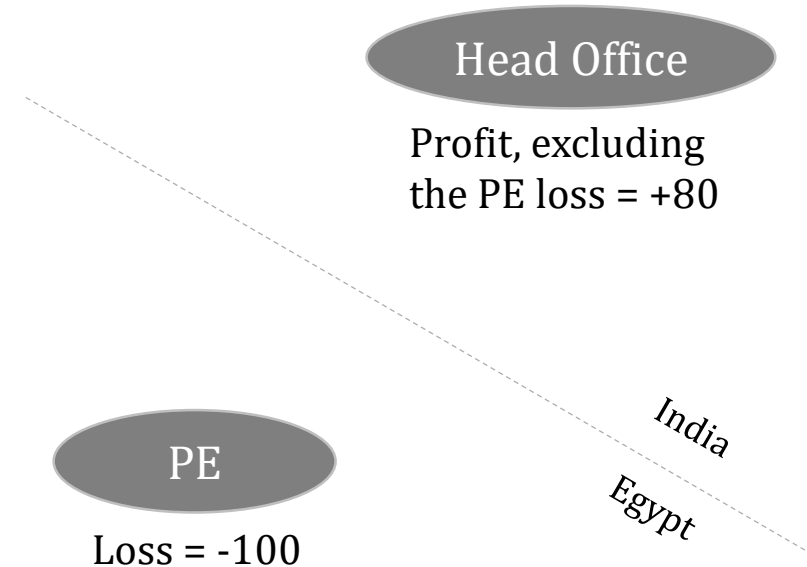 Head Office
Profit, excluding
the PE loss = +80
India
Egypt
PE
Loss = -100